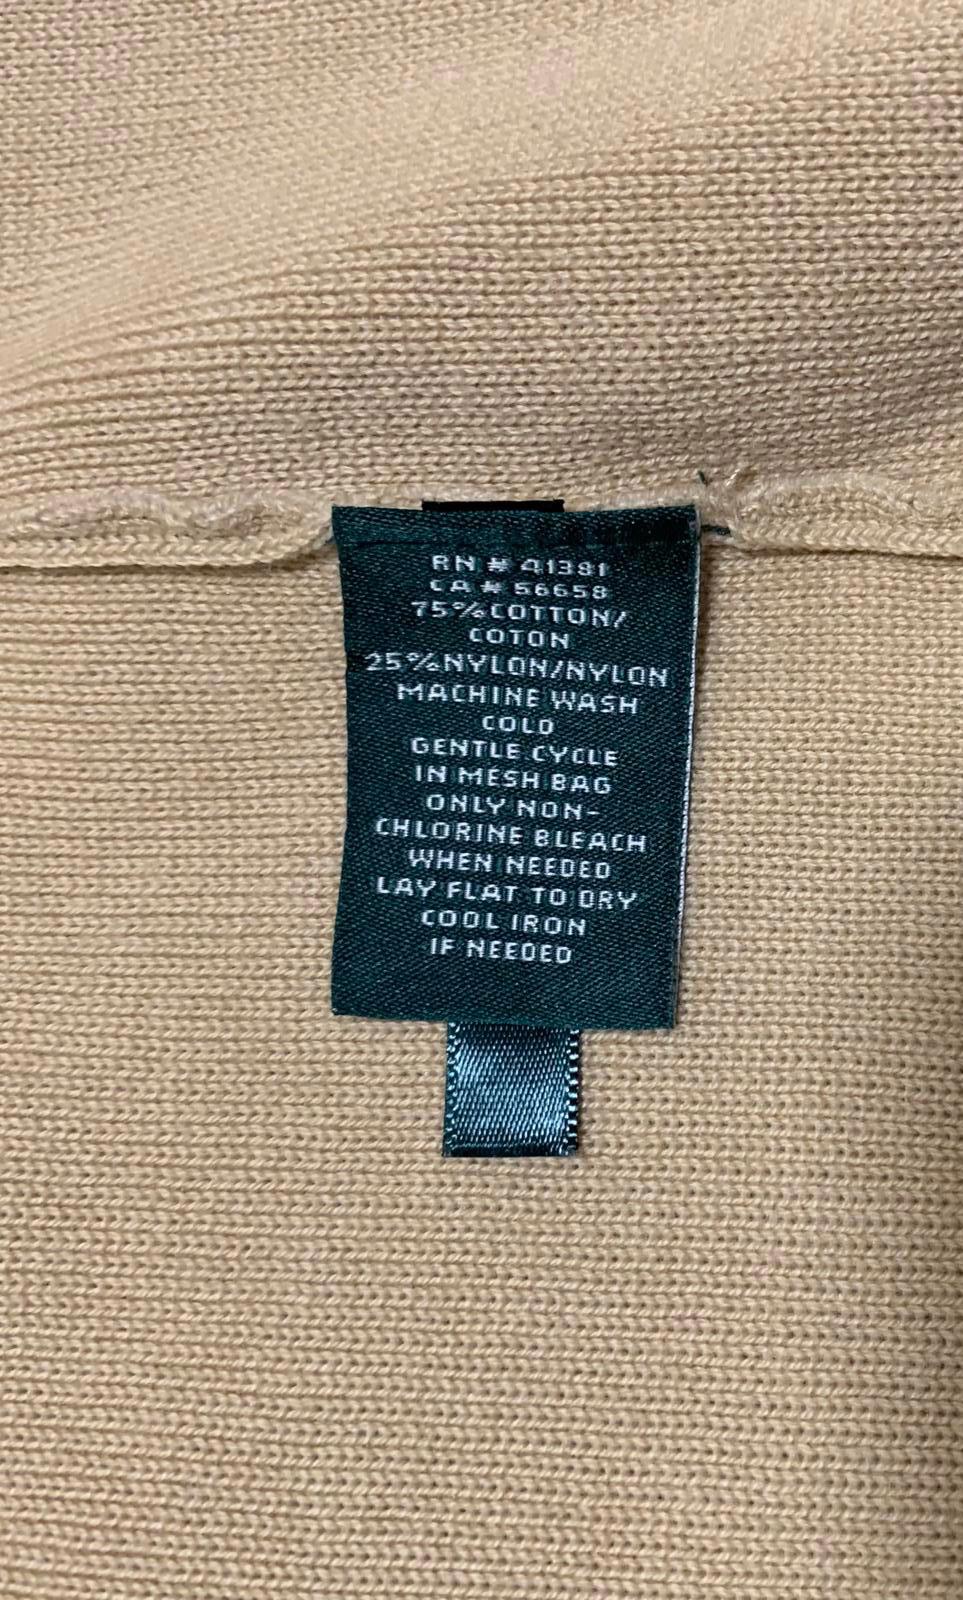 RN # 41381
CA # 56658
75% COTTON/
COTON
25% NYLON/NYLON
MACHINE WASH
COLD
GENTLE CYCLE
IN MESH BAG
ONLY NON-
CHLORINE BLEACH
WHEN NEEDED
LAY FLAT TO DRY
COOL IRON
IF NEEDED